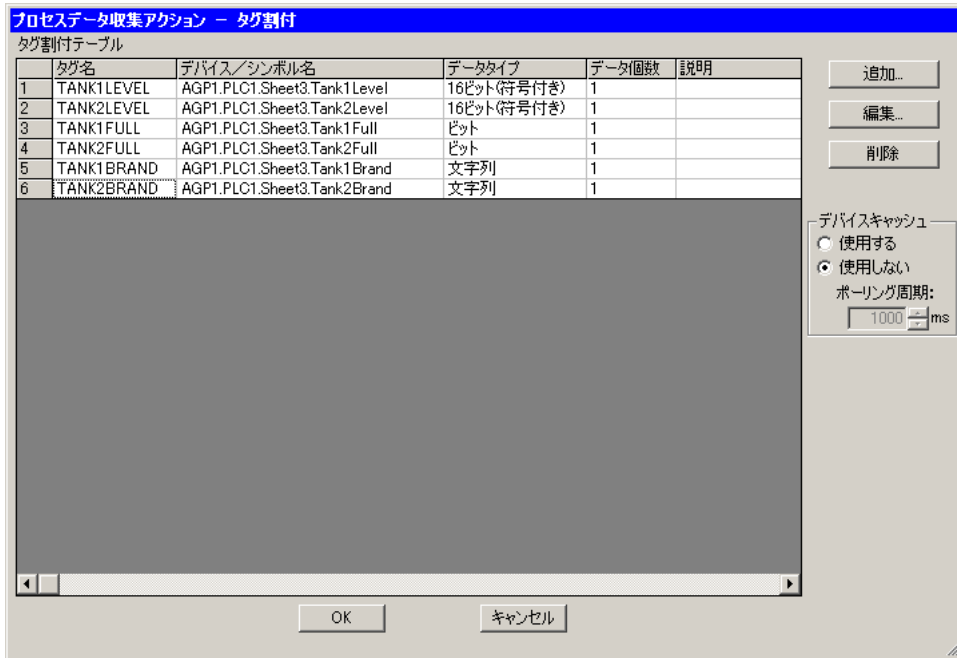 プロセスデータ収集アクション － タグ割付
タグ割付テーブル
タグ名 デバイス／シンボル名 データタイプ データ個数 説明
1 TANK1LEVEL AGP1.PLC1.Sheet3.Tank1Level 16ビット(符号付き) 1
2 TANK2LEVEL AGP1.PLC1.Sheet3.Tank2Level 16ビット(符号付き) 1
3 TANK1FULL AGP1.PLC1.Sheet3.Tank1Full ビット 1
4 TANK2FULL AGP1.PLC1.Sheet3.Tank2Full ビット 1
5 TANK1BRAND AGP1.PLC1.Sheet3.Tank1Brand 文字列 1
6 TANK2BRAND AGP1.PLC1.Sheet3.Tank2Brand 文字列 1
追加...
編集...
削除
デバイスキャッシュ
使用する
使用しない
ポーリング周期:
1000 ms
OK キャンセル